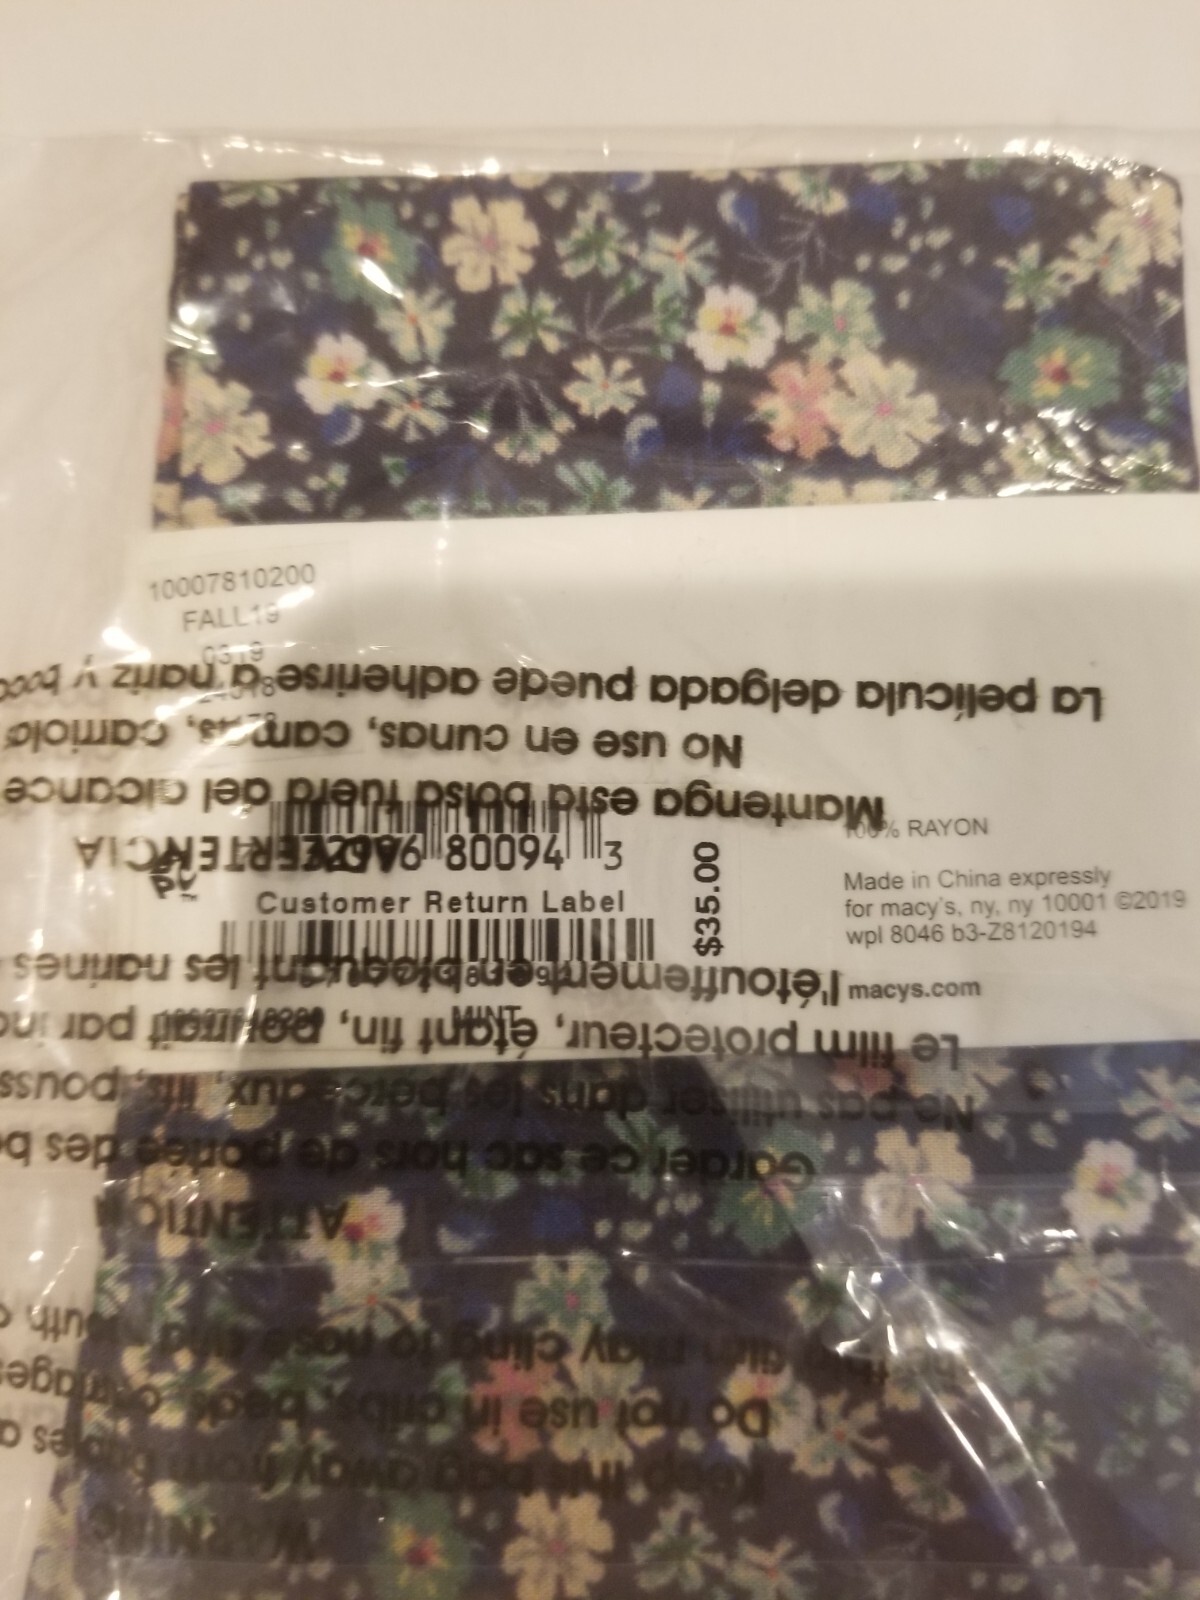 10007810200
FALL19
0319
La película delgada puede adherirse a nariz y boca
No use en cunas, camas,
Mantenga esta bolsa fuera del alcance
ADVERTENCIA
100% RAYON
80094 3
Customer Return Label
$35.00
Made in China expressly
for macy's, ny, ny 10001 ©2019
wpl 8046 b3-Z8120194
macys.com
MINT
l'étouffement en bloquant les narines
Le film protecteur, étant fin, pourrait par
Ne pas utiliser dans les berceaux, lits,
Garder ce sac hors de portée des
ATTENTION
film may cling to nose and mouth
Do not use in cribs, beds, carriages
Keep this bag away from babies
WARNING